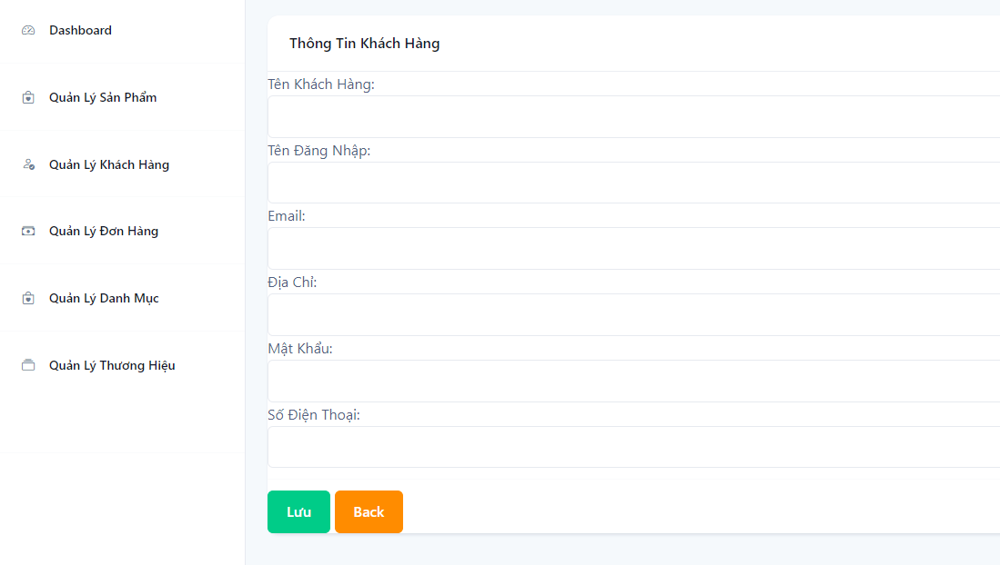 Dashboard
Quản Lý Sản Phẩm
Quản Lý Khách Hàng
Quản Lý Đơn Hàng
Quản Lý Danh Mục
Quản Lý Thương Hiệu
Thông Tin Khách Hàng
Tên Khách Hàng:
Tên Đăng Nhập:
Email:
Địa Chỉ:
Mật Khẩu:
Số Điện Thoại:
Lưu
Back